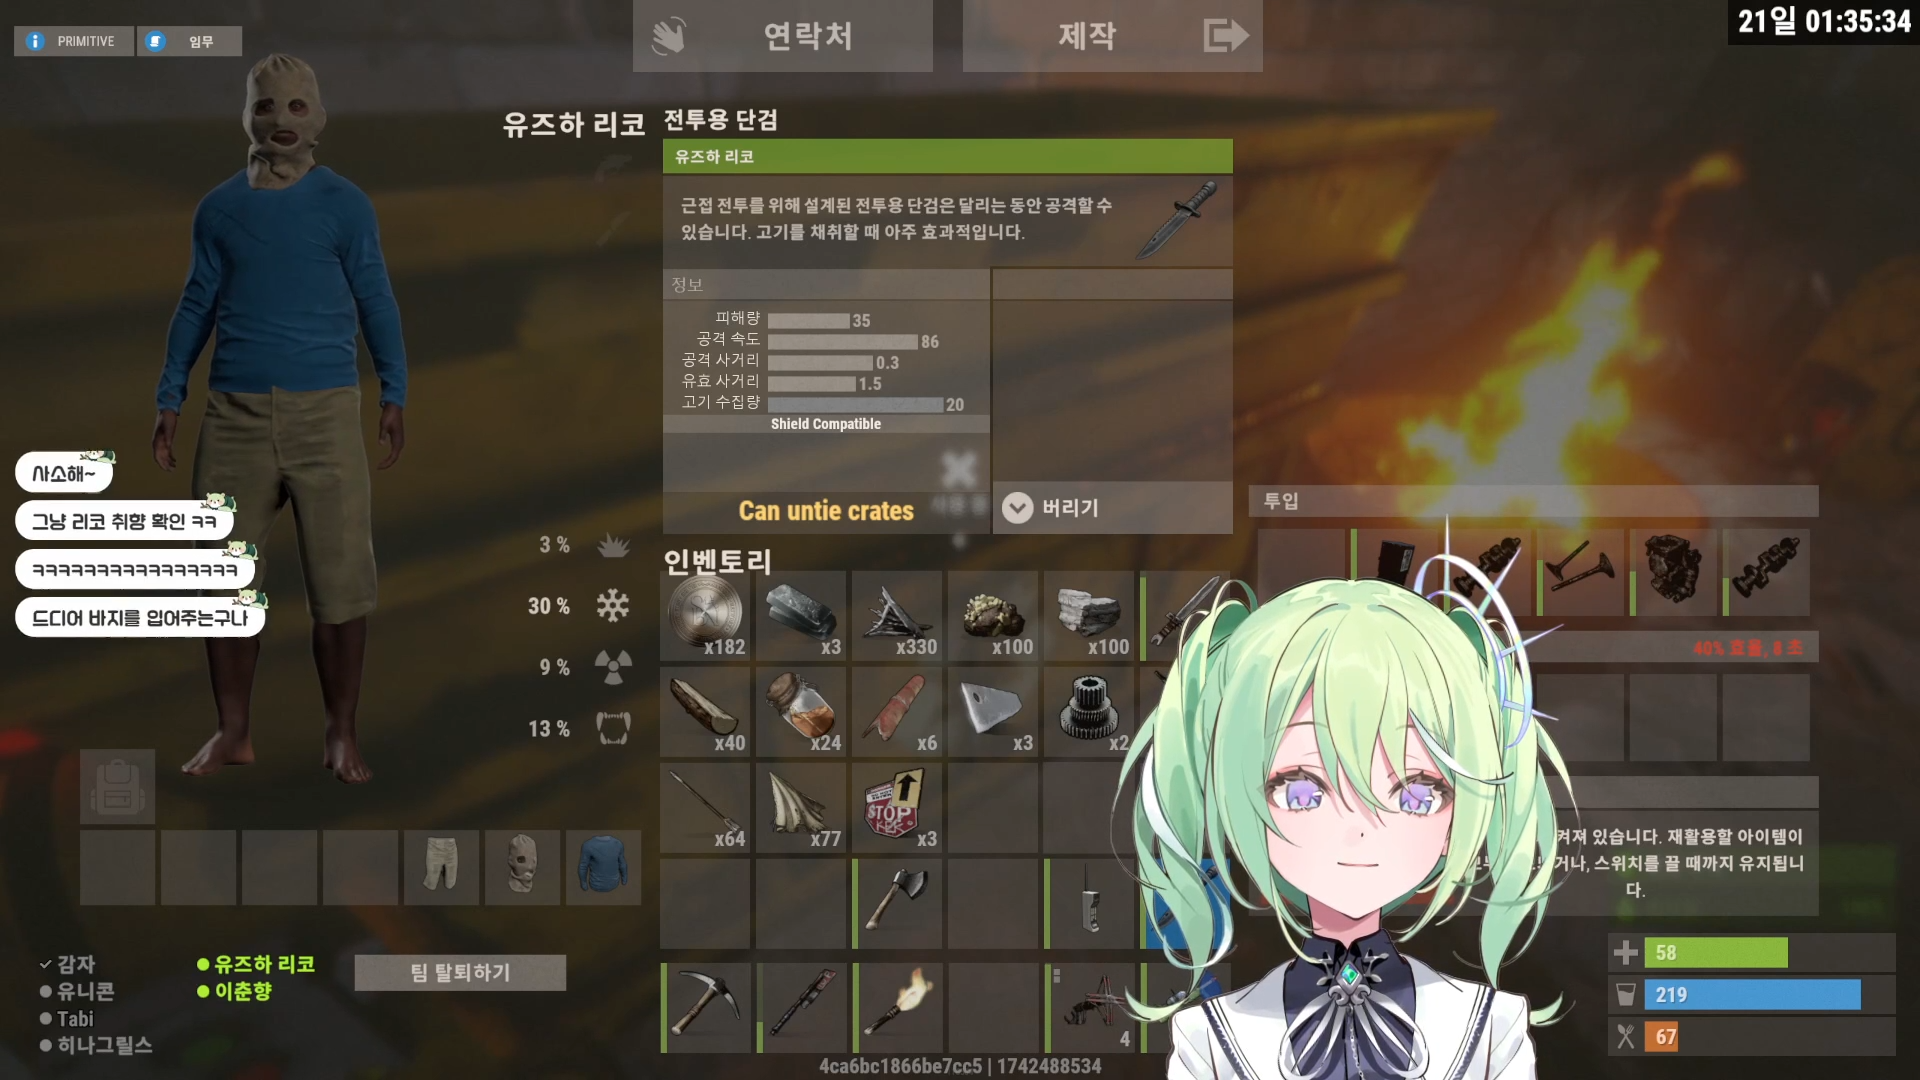 PRIMITIVE
임무
연락처
제작
21일 01:35:34
유즈하 리코
전투용 단검
유즈하 리코
근접 전투를 위해 설계된 전투용 단검은 달리는 동안 공격할 수
있습니다. 고기를 채취할 때 아주 효과적입니다.
정보
피해량 35
공격 속도 86
공격 사거리 0.3
유효 사거리 1.5
고기 수집량 20
Shield Compatible
Can untie crates
버리기
사소해~
그냥 리코 취향 확인 ㅋㅋ
ㅋㅋㅋㅋㅋㅋㅋㅋㅋㅋㅋㅋㅋㅋㅋㅋ
드디어 바지를 입어주는구나
3 %
30 %
9 %
13 %
인벤토리
x182
x3
x330
x100
x100
x40
x24
x6
x3
x2
x64
x77
STOP
x3
4
투입
40% 효율, 8 초
켜져 있습니다. 재활용할 아이템이
거나, 스위치를 끌 때까지 유지됩니
다.
감자
유니콘
Tabi
히나그릴스
유즈하 리코
이춘향
팀 탈퇴하기
58
219
67
4ca6bc1866be7cc5 | 1742488534